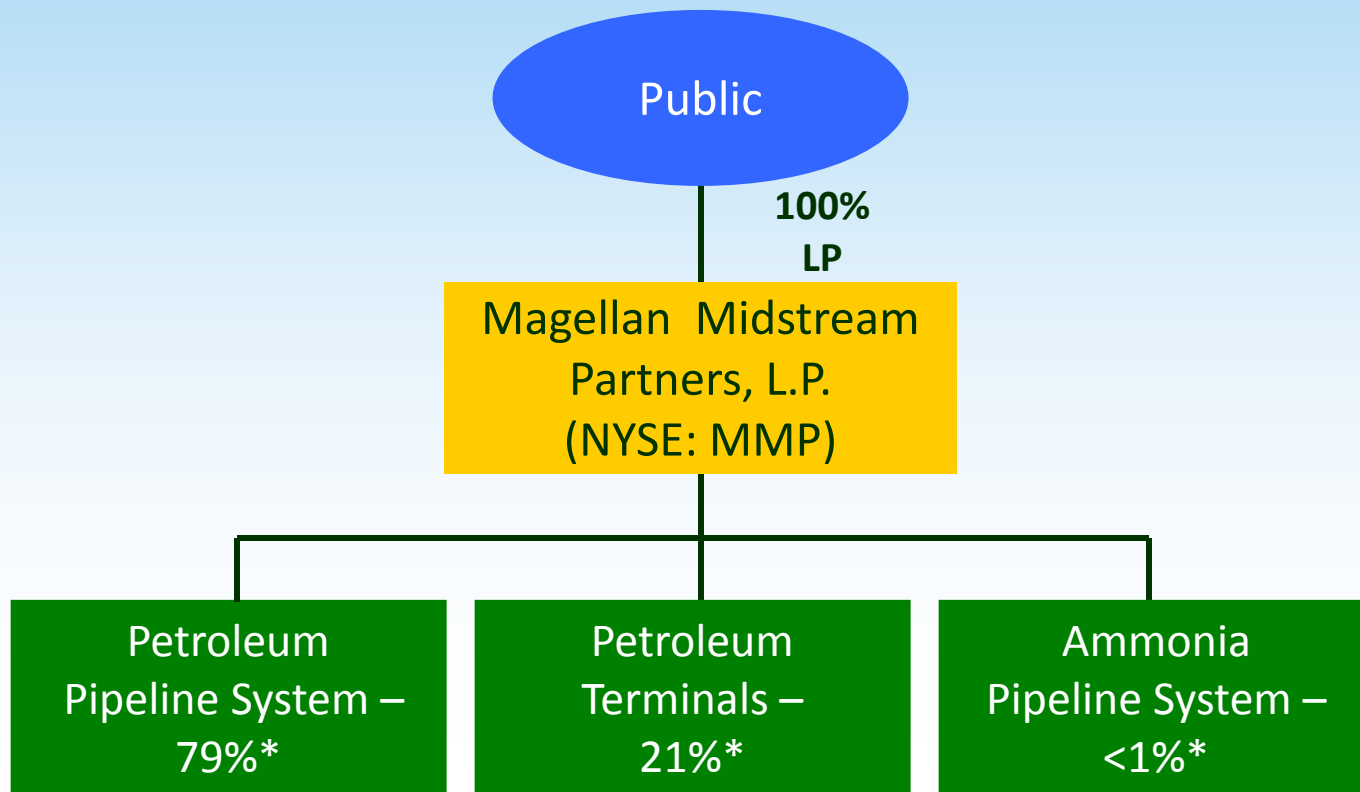 Public
100%
LP
Magellan Midstream
Partners, L.P.
(NYSE: MMP)
Petroleum
Pipeline System –
79%*
Petroleum
Terminals –
21%*
Ammonia
Pipeline System –
<1%*